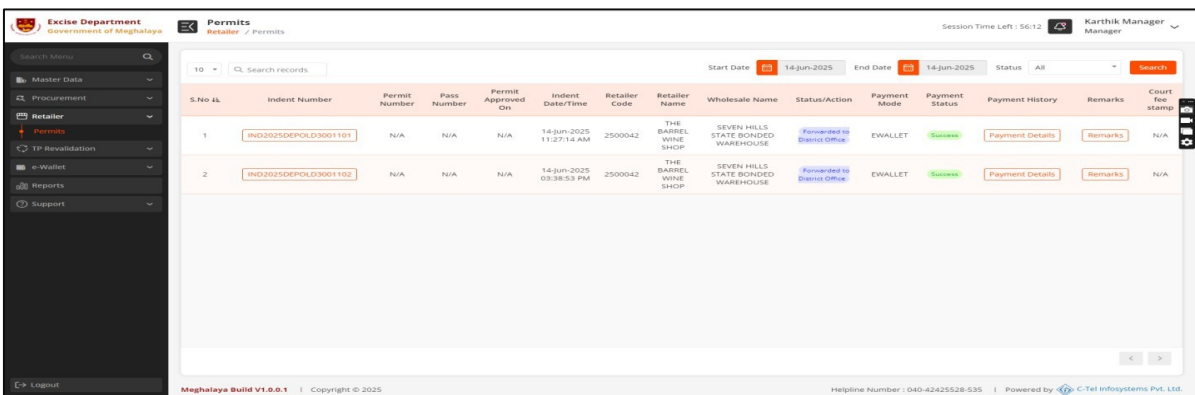 Excise Department
Government of Meghalaya
Permits
Retailer / Permits
Session Time Left : 56:12
Karthik Manager
Manager
Search Menu
Master Data
Procurement
Retailer
Permits
TP Revalidation
e-Wallet
Reports
Support
Logout
10
Search records
Start Date 14-Jun-2025 End Date 14-Jun-2025 Status All Search
S.No Indent Number Permit Number Pass Number Permit Approved On Indent Date/Time Retailer Code Retailer Name Wholesale Name Status/Action Payment Mode Payment Status Payment History Remarks Court fee stamp
1 IND2025DEPOLD3001101 N/A N/A N/A 14-Jun-2025 11:27:14 AM 2500042 THE BARREL WINE SHOP SEVEN HILLS STATE BONDED WAREHOUSE Forwarded to District Office EWALLET Success Payment Details Remarks N/A
2 IND2025DEPOLD3001102 N/A N/A N/A 14-Jun-2025 03:38:53 PM 2500042 THE BARREL WINE SHOP SEVEN HILLS STATE BONDED WAREHOUSE Forwarded to District Office EWALLET Success Payment Details Remarks N/A
< >
Meghalaya Build V1.0.0.1 | Copyright © 2025
Helpline Number : 040-42425528-535 | Powered by C-Tel Infosystems Pvt. Ltd.